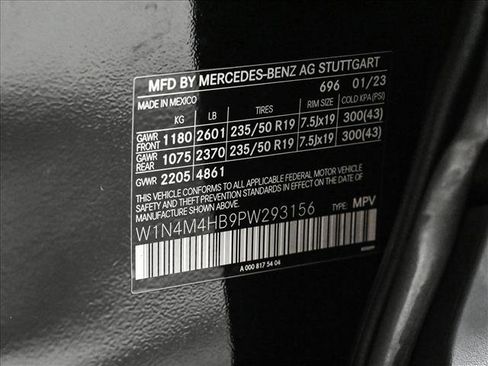 MFD BY MERCEDES-BENZ AG STUTTGART
MADE IN MEXICO 696 01/23
KG LB TIRES RIM SIZE COLD KPA(PSI)
GAWR FRONT 1180 2601 235/50 R19 7.5Jx19 300(43)
GAWR REAR 1075 2370 235/50 R19 7.5Jx19 300(43)
GVWR 2205 4861
THIS VEHICLE CONFORMS TO ALL APPLICABLE FEDERAL MOTOR VEHICLE
SAFETY AND THEFT PREVENTION STANDARDS IN EFFECT ON THE DATE
OF MANUFACTURE SHOWN ABOVE.
W1N4M4HB9PW293156 TYPE: MPV
A 000 817 54 04